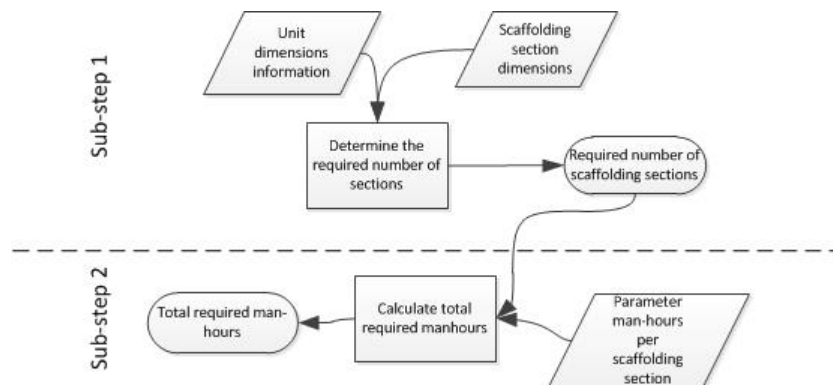 Sub-step 1
Unit
dimensions
information
Scaffolding
section
dimensions
Determine the
required number of
sections
Required number of
scaffolding sections
Sub-step 2
Total required man-
hours
Calculate total
required manhours
Parameter
man-hours
per
scaffolding
section